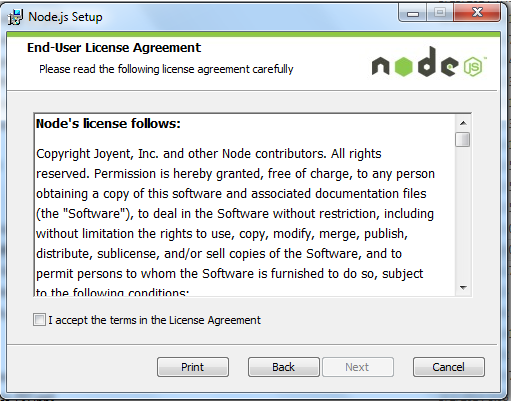 Node.js Setup
End-User License Agreement
Please read the following license agreement carefully
node
JS
Node's license follows:
Copyright Joyent, Inc. and other Node contributors. All rights
reserved. Permission is hereby granted, free of charge, to any person
obtaining a copy of this software and associated documentation files
(the "Software"), to deal in the Software without restriction, including
without limitation the rights to use, copy, modify, merge, publish,
distribute, sublicense, and/or sell copies of the Software, and to
permit persons to whom the Software is furnished to do so, subject
to the following conditions:
I accept the terms in the License Agreement
Print Back Next Cancel